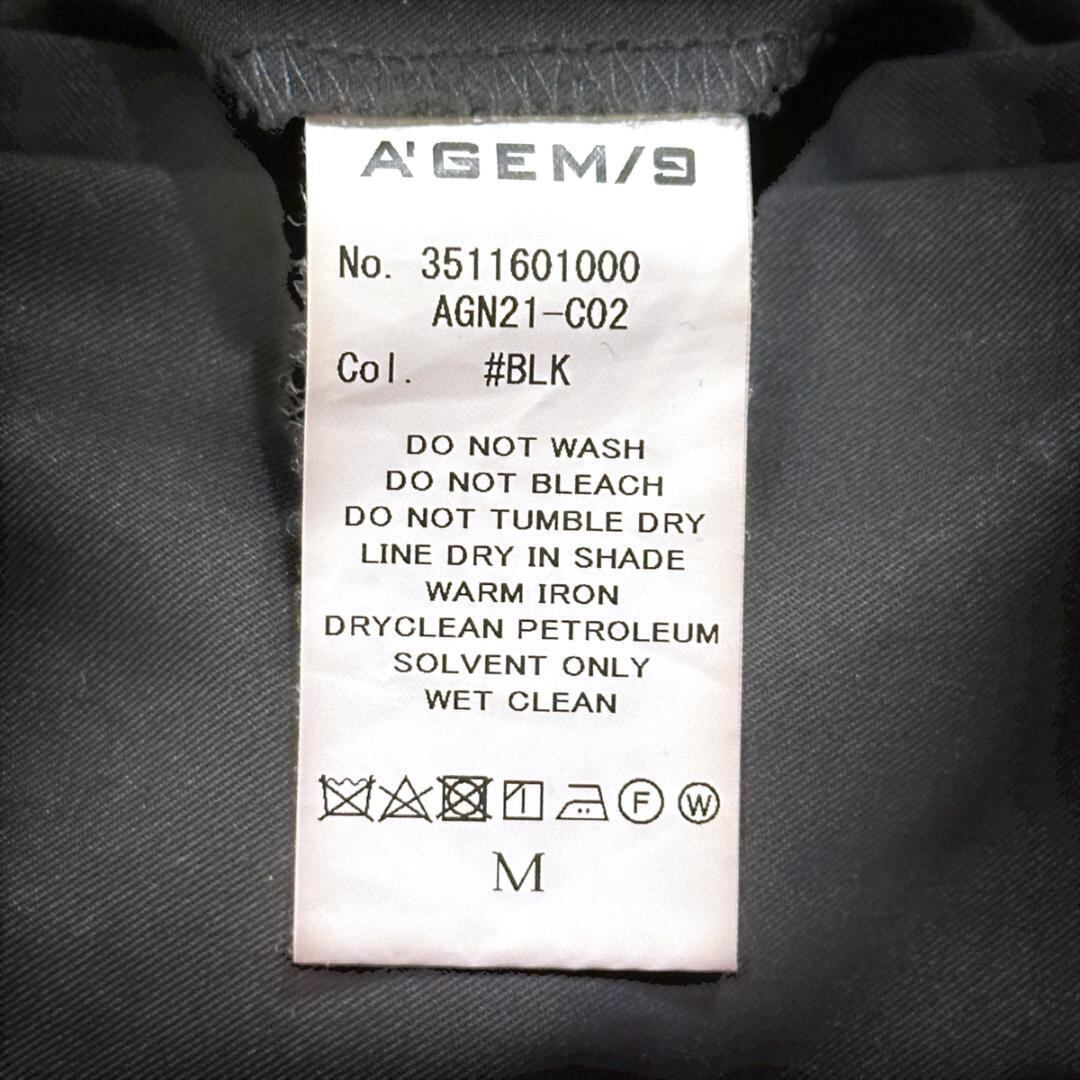 A'GEM/9
No. 3511601000
AGN21-C02
Col. #BLK
DO NOT WASH
DO NOT BLEACH
DO NOT TUMBLE DRY
LINE DRY IN SHADE
WARM IRON
DRYCLEAN PETROLEUM
SOLVENT ONLY
WET CLEAN
F W
M